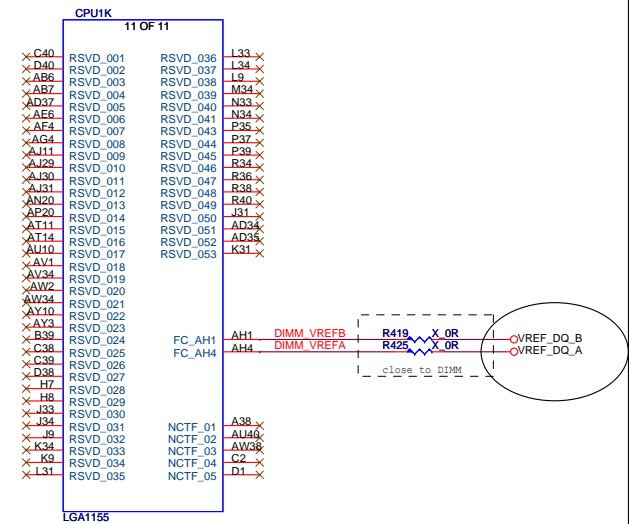 CPU1K
11 OF 11
C40 RSVD_001 RSVD_036 L33
D40 RSVD_002 RSVD_037 L34
AB6 RSVD_003 RSVD_038 L9
AB7 RSVD_004 RSVD_039 M34
AD37 RSVD_005 RSVD_040 N33
AE6 RSVD_006 RSVD_041 N34
AF4 RSVD_007 RSVD_043 P35
AG4 RSVD_008 RSVD_044 P37
AJ11 RSVD_009 RSVD_045 P39
AJ29 RSVD_010 RSVD_046 R34
AJ30 RSVD_011 RSVD_047 R36
AJ31 RSVD_012 RSVD_048 R38
AN20 RSVD_013 RSVD_049 R40
AP20 RSVD_014 RSVD_050 J31
AT11 RSVD_015 RSVD_051 AD34
AT14 RSVD_016 RSVD_052 AD35
AU10 RSVD_017 RSVD_053 K31
AV1 RSVD_018
AV34 RSVD_019
AW2 RSVD_020
AW34 RSVD_021
AY10 RSVD_022
AY3 RSVD_023
B39 RSVD_024 FC_AH1 AH1 DIMM_VREFB R419 X_0R VREF_DQ_B
C38 RSVD_025 FC_AH4 AH4 DIMM_VREFA R425 X_0R VREF_DQ_A
C39 RSVD_026 close to DIMM
D38 RSVD_027
H7 RSVD_028
H8 RSVD_029
J33 RSVD_030
J34 RSVD_031 NCTF_01 A38
J9 RSVD_032 NCTF_02 AU40
K34 RSVD_033 NCTF_03 AW38
K9 RSVD_034 NCTF_04 C2
L31 RSVD_035 NCTF_05 D1
LGA1155